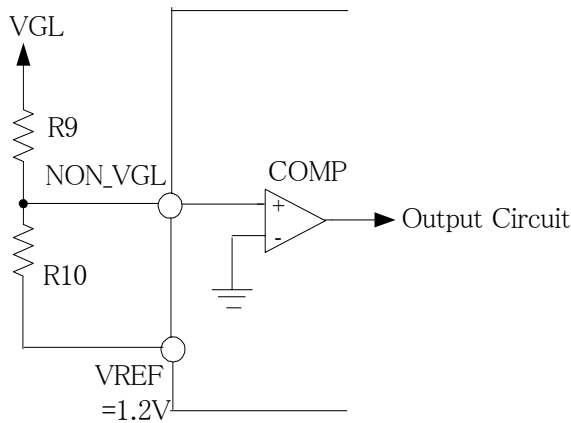 VGL
R9
NON_VGL
COMP
+
-
Output Circuit
R10
VREF
=1.2V